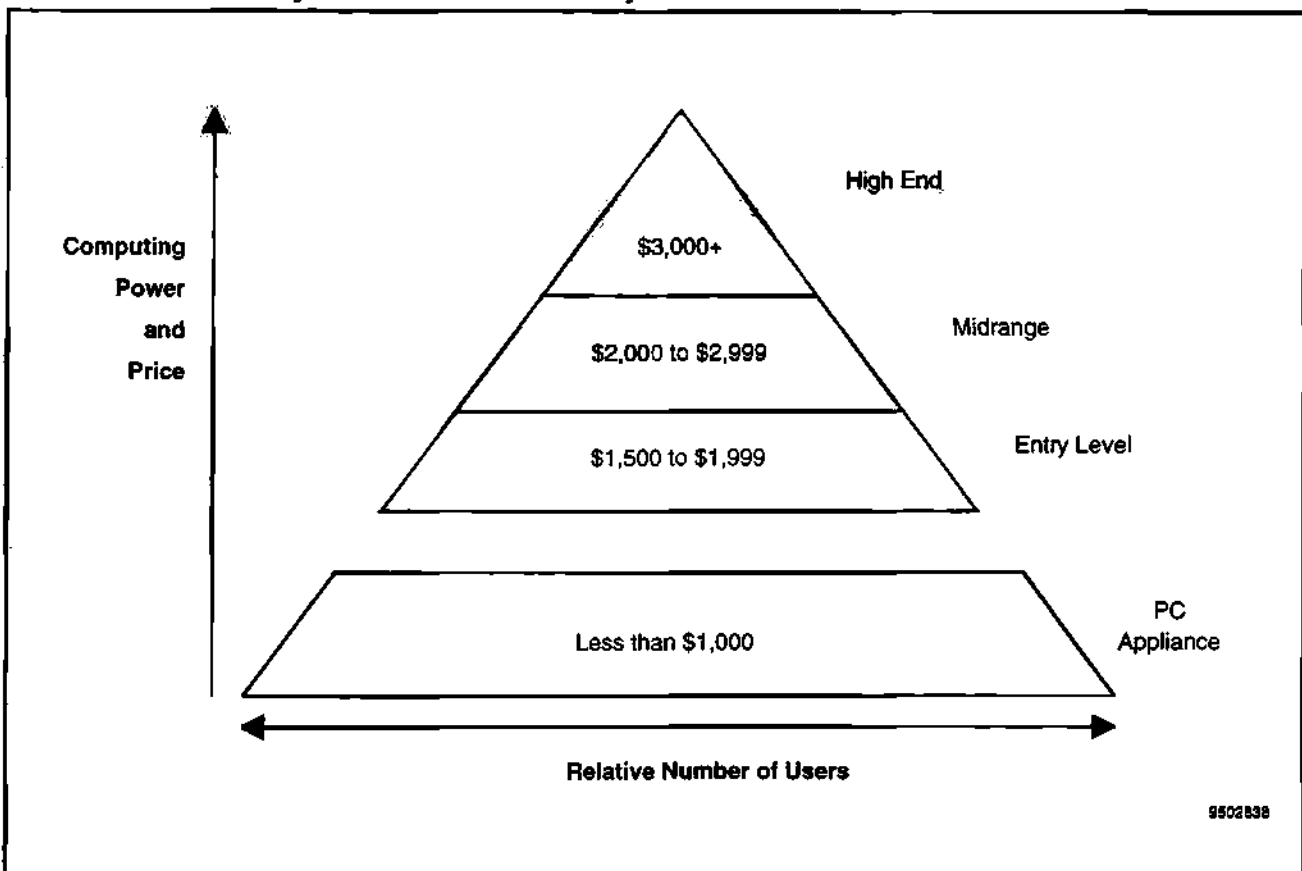 High End
$3,000+
Computing
Power
and
Price
Midrange
$2,000 to $2,999
Entry Level
$1,500 to $1,999
PC
Appliance
Less than $1,000
Relative Number of Users
9502838